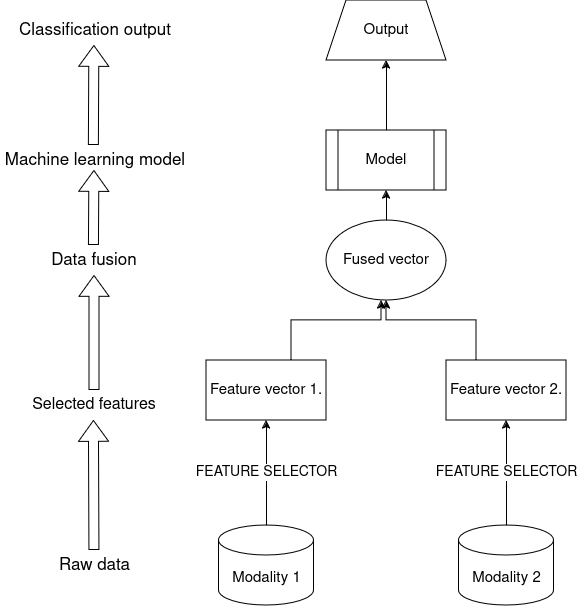 Classification output
Output
Machine learning model
Model
Data fusion
Fused vector
Selected features
Feature vector 1.
Feature vector 2.
FEATURE SELECTOR
FEATURE SELECTOR
Raw data
Modality 1
Modality 2